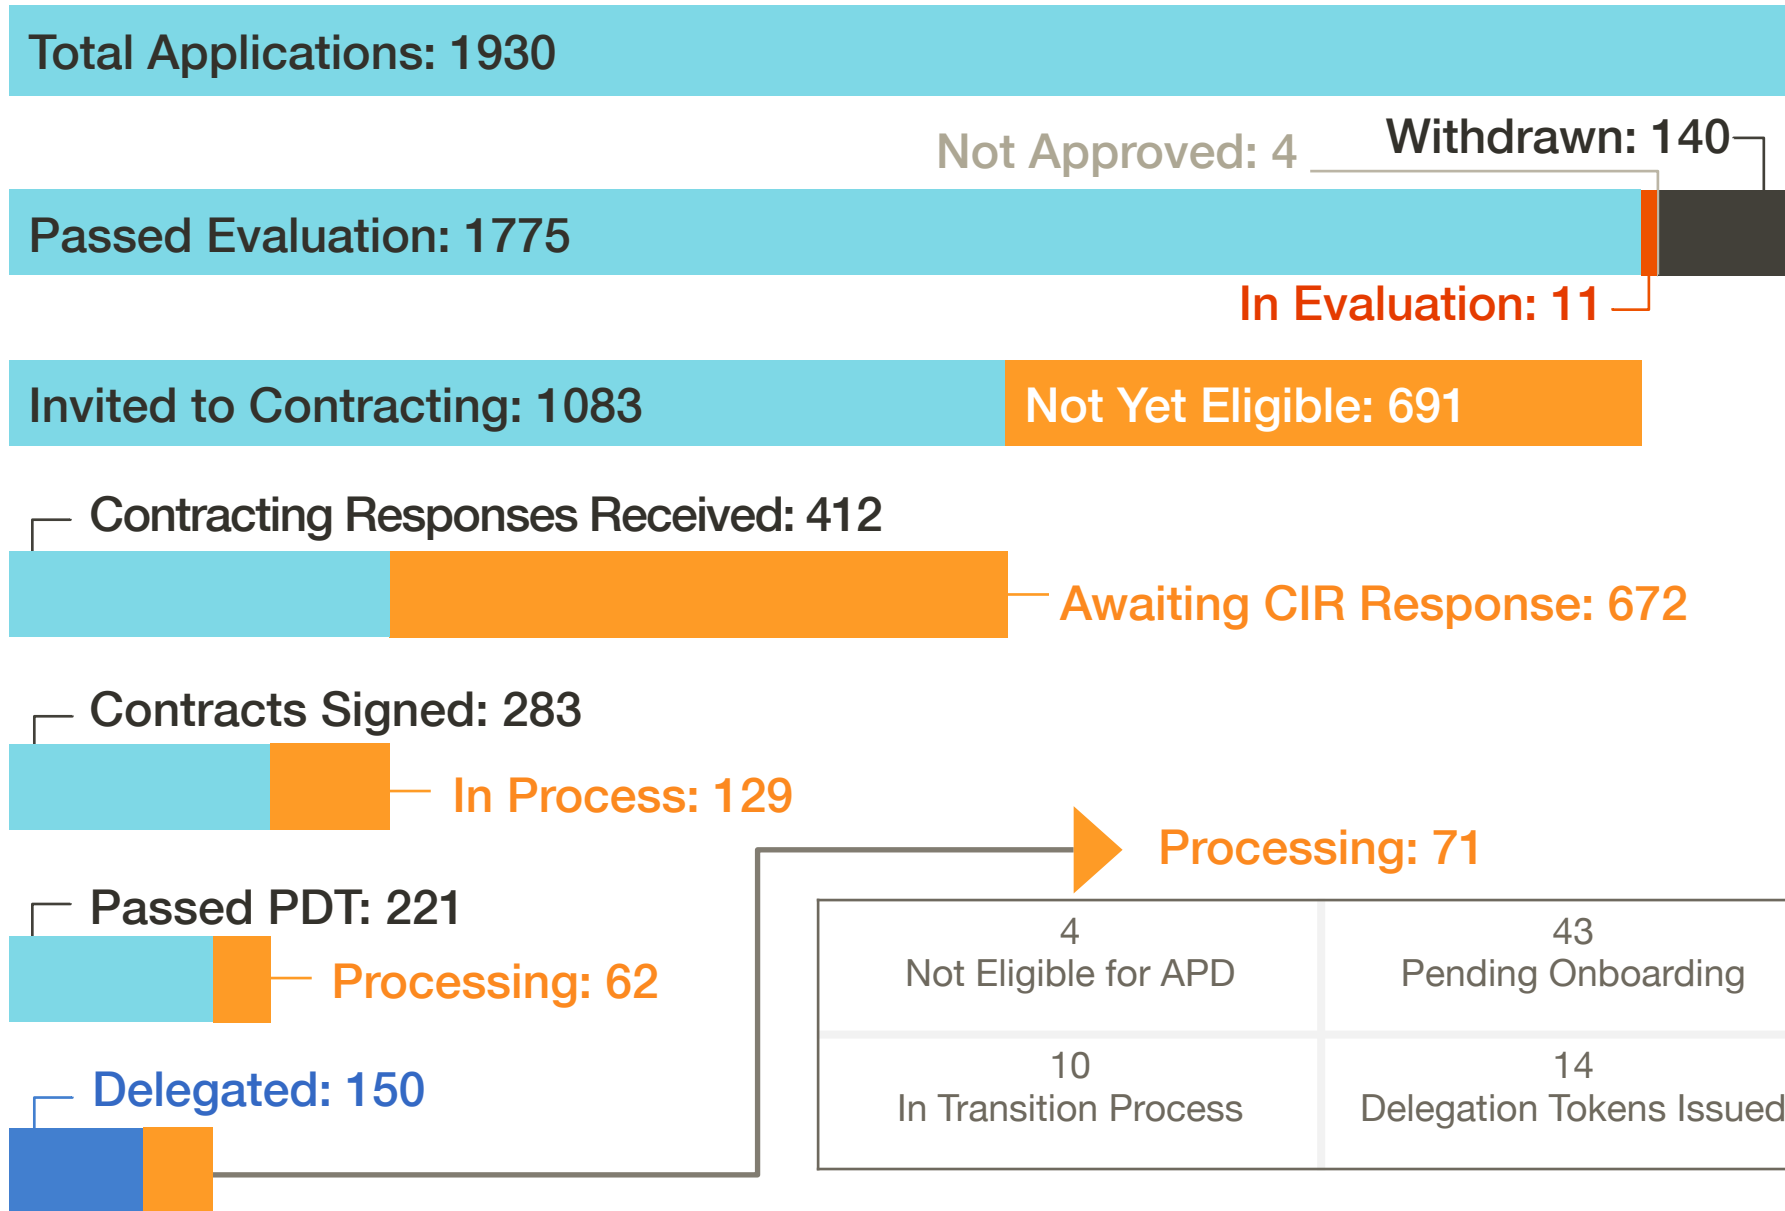 Total Applications: 1930
Not Approved: 4
Withdrawn: 140
Passed Evaluation: 1775
In Evaluation: 11
Invited to Contracting: 1083
Not Yet Eligible: 691
Contracting Responses Received: 412
Awaiting CIR Response: 672
Contracts Signed: 283
In Process: 129
Processing: 71
Passed PDT: 221
Processing: 62
4
Not Eligible for APD
43
Pending Onboarding
10
In Transition Process
14
Delegation Tokens Issued
Delegated: 150